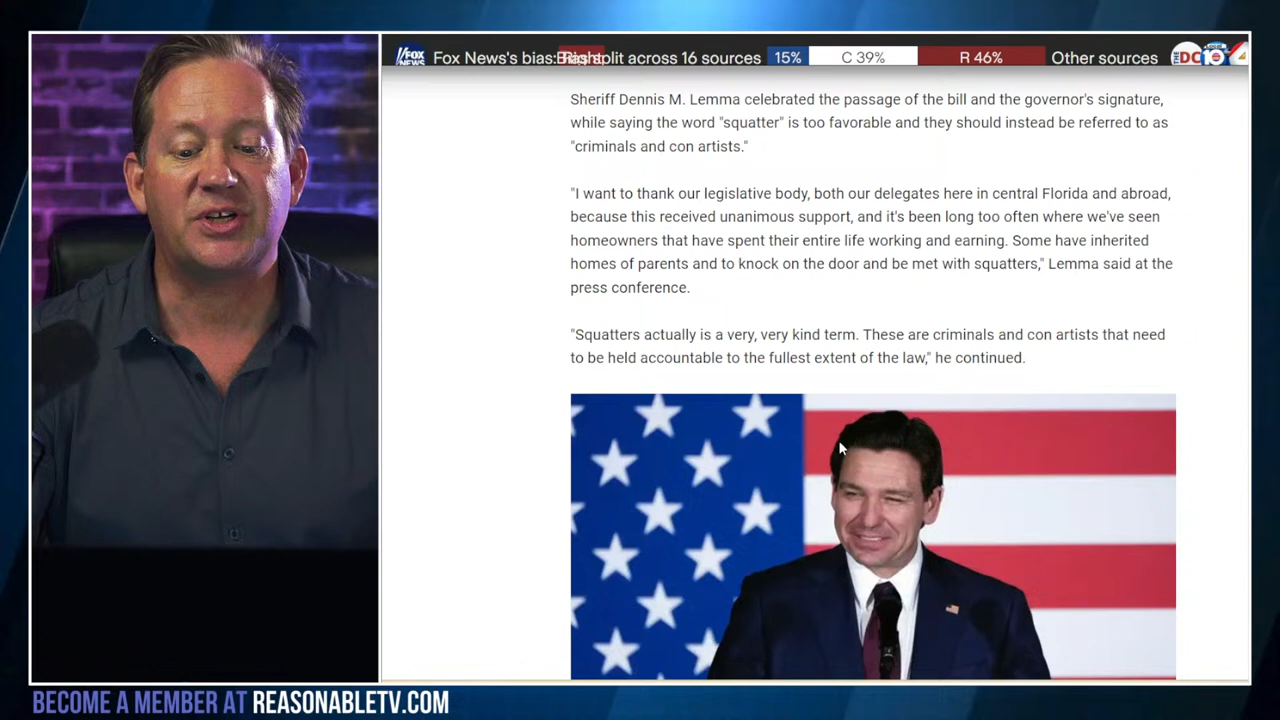 FOX NEWS Fox News's bias: split across 16 sources 15% C 39% R 46% Other sources DC
Sheriff Dennis M. Lemma celebrated the passage of the bill and the governor's signature,
while saying the word "squatter" is too favorable and they should instead be referred to as
"criminals and con artists."
"I want to thank our legislative body, both our delegates here in central Florida and abroad,
because this received unanimous support, and it's been long too often where we've seen
homeowners that have spent their entire life working and earning. Some have inherited
homes of parents and to knock on the door and be met with squatters," Lemma said at the
press conference.
"Squatters actually is a very, very kind term. These are criminals and con artists that need
to be held accountable to the fullest extent of the law," he continued.
BECOME A MEMBER AT REASONABLETV.COM